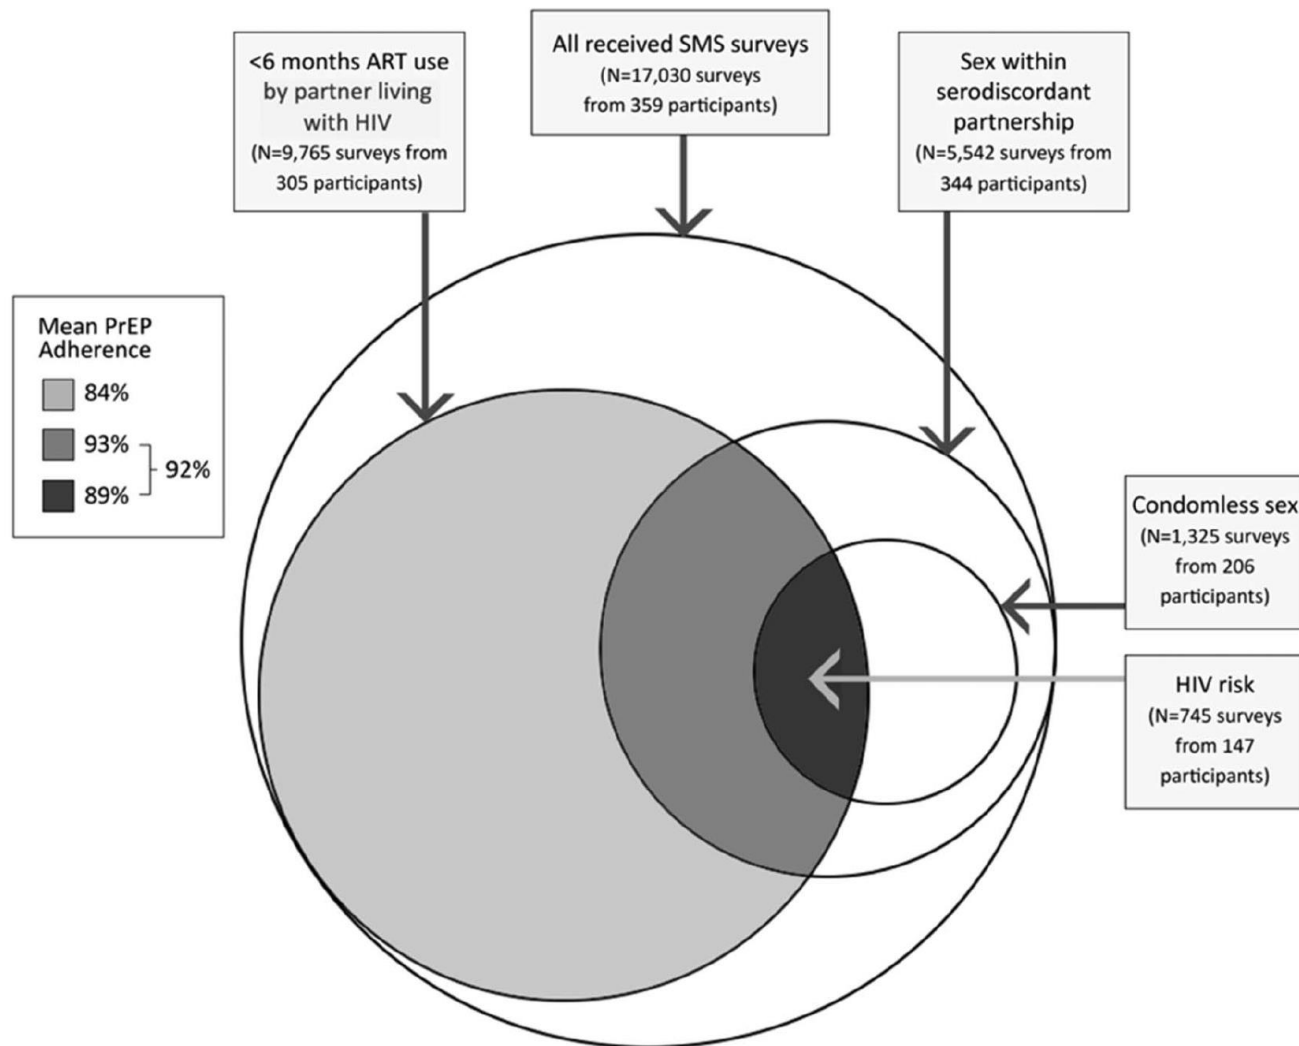 <6 months ART use
by partner living
with HIV
(N=9,765 surveys from
305 participants)
All received SMS surveys
(N=17,030 surveys
from 359 participants)
Sex within
serodiscordant
partnership
(N=5,542 surveys from
344 participants)
Mean PrEP
Adherence
84%
93%
92%
89%
Condomless sex
(N=1,325 surveys
from 206
participants)
HIV risk
(N=745 surveys
from 147
participants)